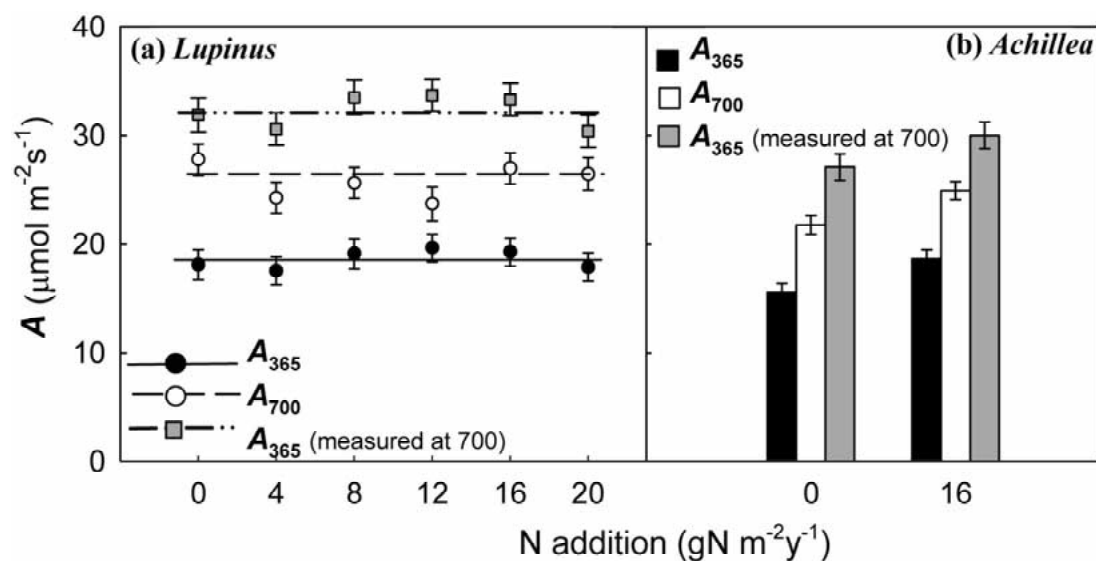 (a) Lupinus
(b) Achillea
40
30
20
10
0
A (μmol m⁻²s⁻¹)
A₃₆₅
A₇₀₀
A₃₆₅ (measured at 700)
A₃₆₅
A₇₀₀
A₃₆₅ (measured at 700)
0 4 8 12 16 20
0 16
N addition (gN m⁻²y⁻¹)